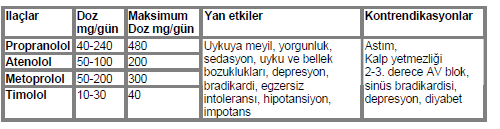 İlaçlar Doz mg/gün Maksimum Doz mg/gün Yan etkiler Kontrendikasyonlar
Propranolol 40-240 480 Uykuya meyil, yorgunluk, Astım,
Atenolol 50-100 200 sedasyon, uyku ve bellek Kalp yetmezliği
Metoprolol 50-200 300 bozuklukları, depresyon, 2-3. derece AV blok,
bradikardi, egzersiz sinüs bradikardisi,
Timolol 10-30 40 intoleransı, hipotansiyon, depresyon, diyabet
impotans